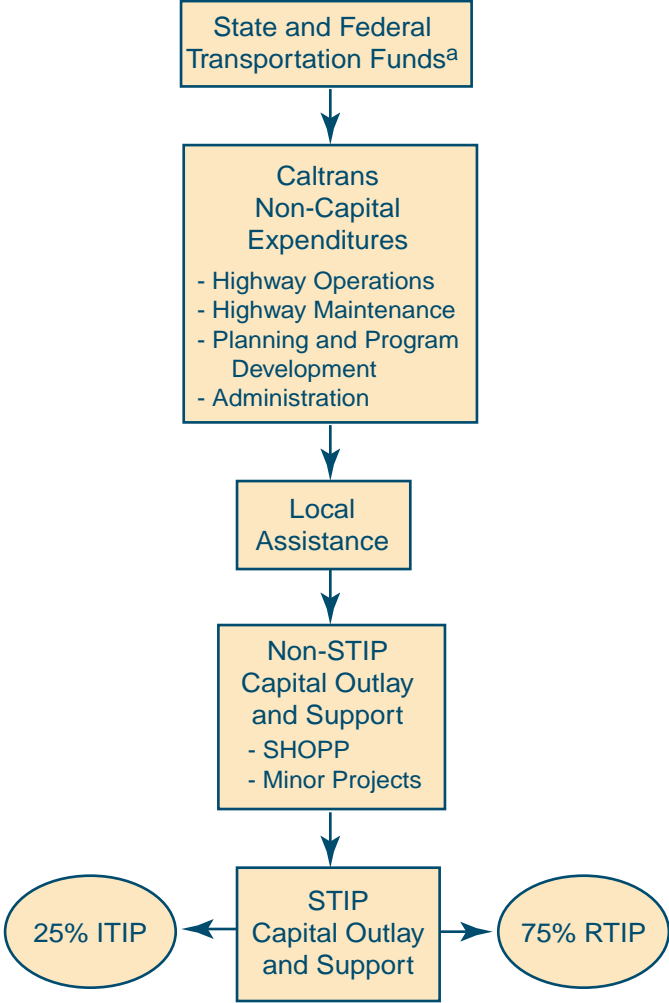 State and Federal
Transportation Fundsa
Caltrans
Non-Capital
Expenditures
- Highway Operations
- Highway Maintenance
- Planning and Program
Development
- Administration
Local
Assistance
Non-STIP
Capital Outlay
and Support
- SHOPP
- Minor Projects
STIP
Capital Outlay
and Support
25% ITIP
75% RTIP